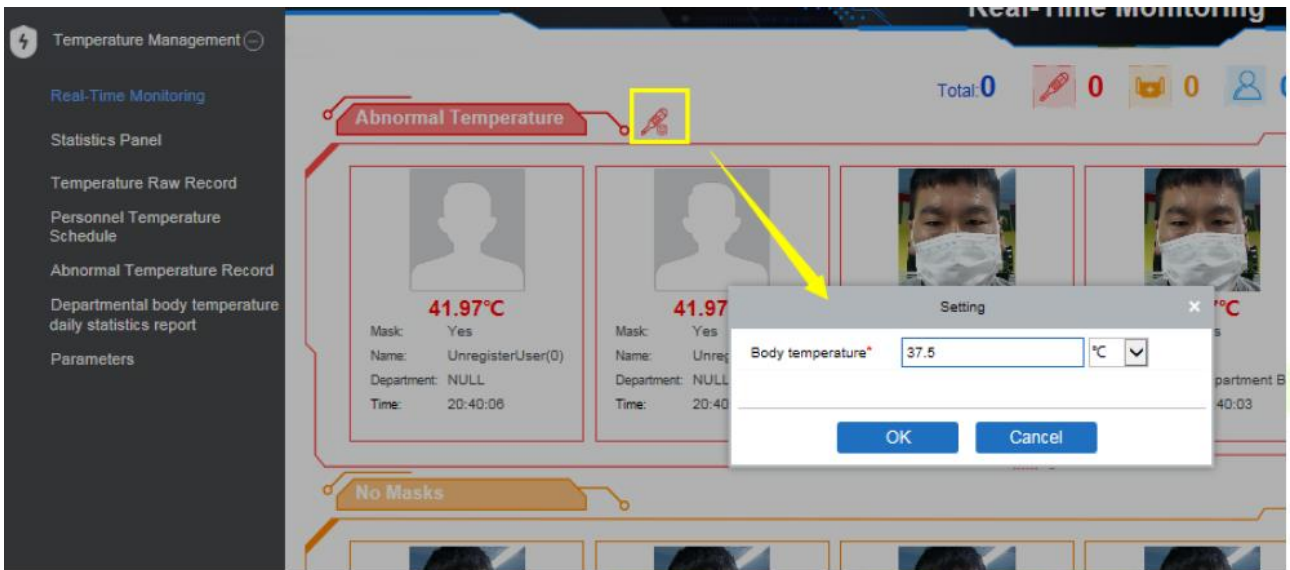 Real-Time Monitoring
Temperature Management
Real-Time Monitoring
Statistics Panel
Temperature Raw Record
Personnel Temperature
Schedule
Abnormal Temperature Record
Departmental body temperature
daily statistics report
Parameters
Total:0
0
0
Abnormal Temperature
41.97°C
Mask: Yes
Name: UnregisterUser(0)
Department: NULL
Time: 20:40:06
41.97
Mask: Yes
Name: Unreg
Department: NULL
Time: 20:40
°C
s
partment B
40:03
Setting
×
Body temperature* 37.5 °C
OK Cancel
No Masks